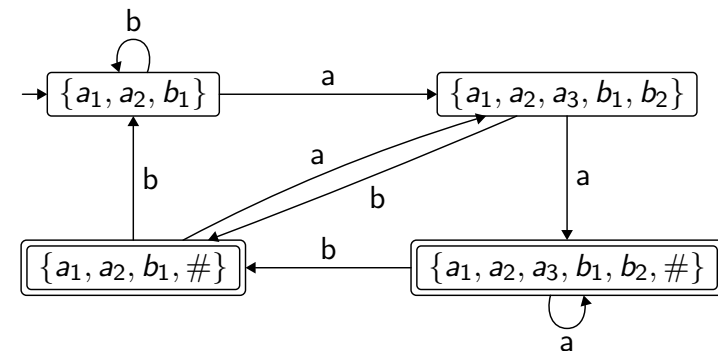 b
{a₁, a₂, b₁} a {a₁, a₂, a₃, b₁, b₂}
a
b b a
{a₁, a₂, b₁, #} b {a₁, a₂, a₃, b₁, b₂, #}
a